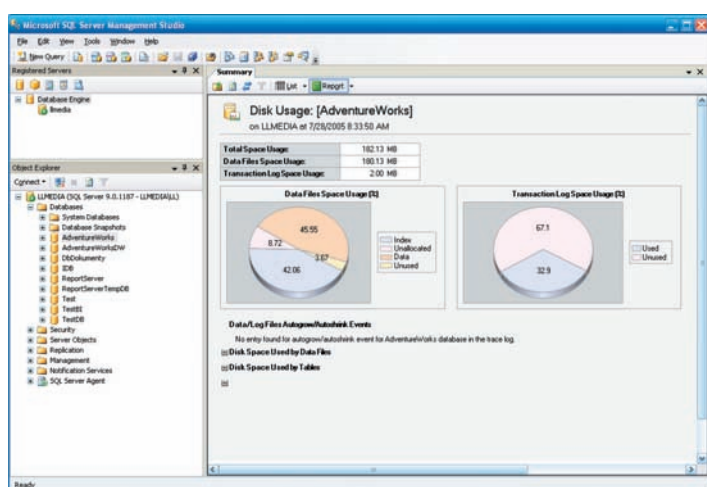 Microsoft SQL Server Management Studio
File Edit View Tools Window Help
New Query
Registered Servers
Database Engine
llmedia
Object Explorer
Connect
LLMEDIA (SQL Server 9.0.1187 - LLMEDIA\LL)
Databases
System Databases
Database Snapshots
AdventureWorks
AdventureWorksDW
DbDokumenty
IDB
ReportServer
ReportServerTempDB
Test
TestBI
TestDB
Security
Server Objects
Replication
Management
Notification Services
SQL Server Agent
Summary
List Report
Disk Usage: [AdventureWorks]
on LLMEDIA at 7/28/2005 8:33:50 AM
Total Space Usage: 182.13 MB
Data Files Space Usage: 180.13 MB
Transaction Log Space Usage: 2.00 MB
Data Files Space Usage (%)
45.55
8.72
3.67
42.06
Index
Unallocated
Data
Unused
Transaction Log Space Usage (%)
67.1
32.9
Used
Unused
Data/Log Files Autogrow/Autoshrink Events
No entry found for autogrow/autoshrink event for AdventureWorks database in the trace log.
Disk Space Used by Data Files
Disk Space Used by Tables
Ready